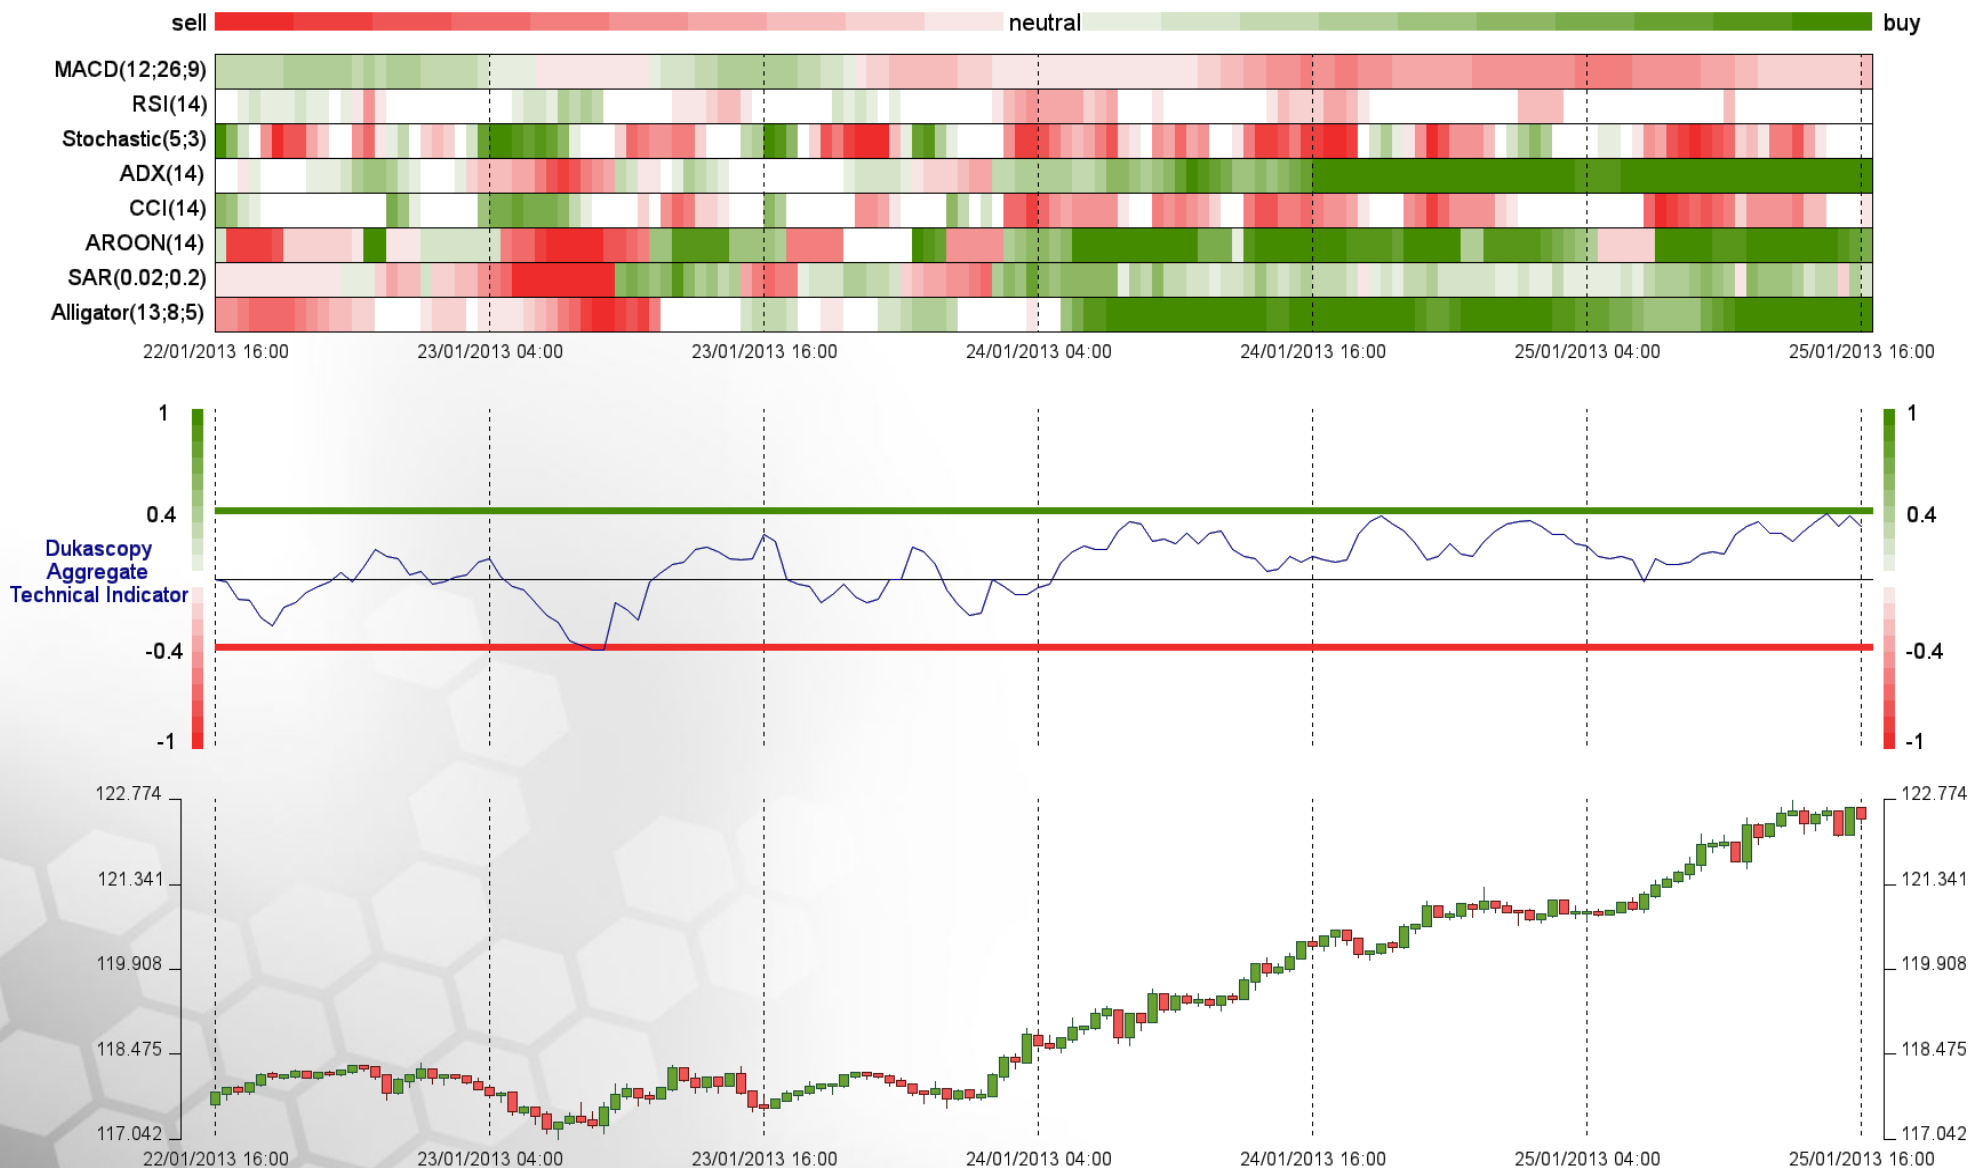 sell neutral buy
MACD(12;26;9)
RSI(14)
Stochastic(5;3)
ADX(14)
CCI(14)
AROON(14)
SAR(0.02;0.2)
Alligator(13;8;5)
22/01/2013 16:00 23/01/2013 04:00 23/01/2013 16:00 24/01/2013 04:00 24/01/2013 16:00 25/01/2013 04:00 25/01/2013 16:00
1 1
0.4 0.4
Dukascopy
Aggregate
Technical Indicator
-0.4 -0.4
-1 -1
122.774 122.774
121.341 121.341
119.908 119.908
118.475 118.475
117.042 117.042
22/01/2013 16:00 23/01/2013 04:00 23/01/2013 16:00 24/01/2013 04:00 24/01/2013 16:00 25/01/2013 04:00 25/01/2013 16:00